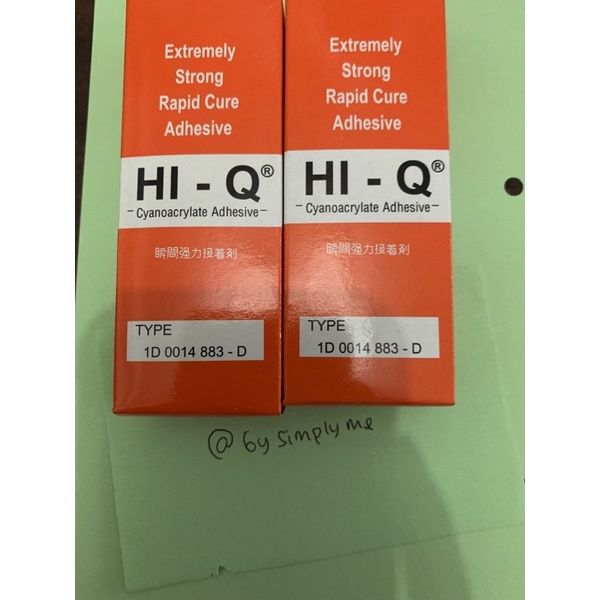 Extremely
Strong
Rapid Cure
Adhesive
HI - Q®
- Cyanoacrylate Adhesive -
瞬間强力接着剤
TYPE
1D 0014 883 - D
Extremely
Strong
Rapid Cure
Adhesive
HI - Q®
- Cyanoacrylate Adhesive -
瞬間强力接着剤
TYPE
1D 0014 883 - D
@ by simply me